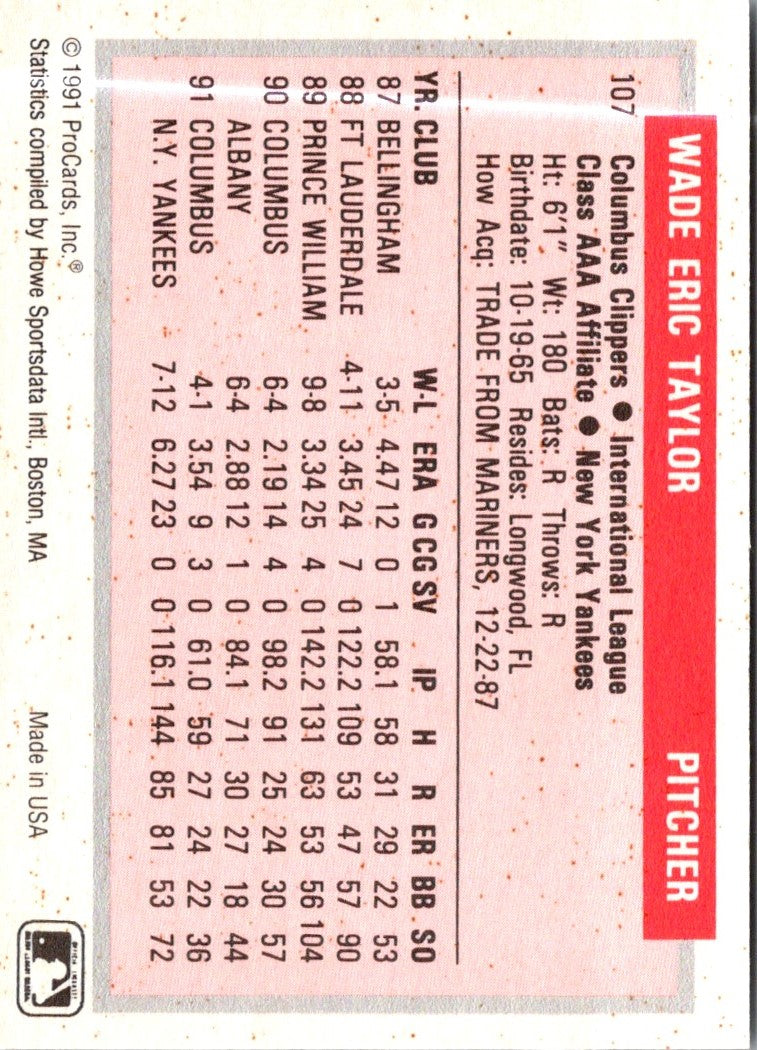 WADE ERIC TAYLOR PITCHER
107 Columbus Clippers ● International League
Class AAA Affiliate ● New York Yankees
Ht: 6'1" Wt: 180 Bats: R Throws: R
Birthdate: 10-19-65 Resides: Longwood, FL
How Acq: TRADE FROM MARINERS, 12-22-87
YR. CLUB W-L ERA G CG SV IP H R ER BB SO
87 BELLINGHAM 3-5 4.47 12 0 1 58.1 58 31 29 22 53
88 FT LAUDERDALE 4-11 3.45 24 7 0 122.2 109 53 47 57 90
89 PRINCE WILLIAM 9-8 3.34 25 4 0 142.2 131 63 53 56 104
90 COLUMBUS 6-4 2.19 14 4 0 98.2 91 25 24 30 57
ALBANY 6-4 2.88 12 1 0 84.1 71 30 27 18 44
91 COLUMBUS 4-1 3.54 9 3 0 61.0 59 27 24 22 36
N.Y. YANKEES 7-12 6.27 23 0 0 116.1 144 85 81 53 72
© 1991 ProCards, Inc.®
Statistics compiled by Howe Sportsdata Intl., Boston, MA Made in USA